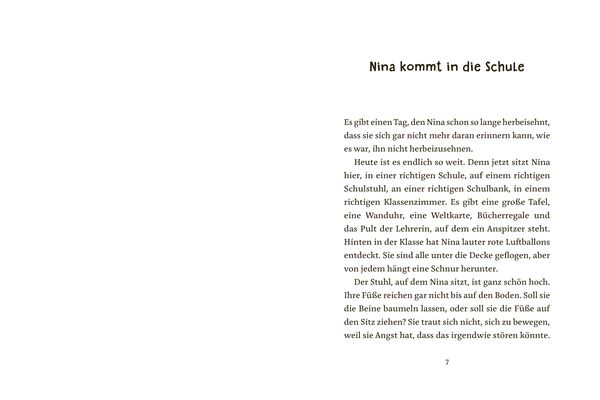 Nina kommt in die Schule
Es gibt einen Tag, den Nina schon so lange herbeisehnt,
dass sie sich gar nicht mehr daran erinnern kann, wie
es war, ihn nicht herbeizusehnen.
Heute ist es endlich so weit. Denn jetzt sitzt Nina
hier, in einer richtigen Schule, auf einem richtigen
Schulstuhl, an einer richtigen Schulbank, in einem
richtigen Klassenzimmer. Es gibt eine große Tafel,
eine Wanduhr, eine Weltkarte, Bücherregale und
das Pult der Lehrerin, auf dem ein Anspitzer steht.
Hinten in der Klasse hat Nina lauter rote Luftballons
entdeckt. Sie sind alle unter die Decke geflogen, aber
von jedem hängt eine Schnur herunter.
Der Stuhl, auf dem Nina sitzt, ist ganz schön hoch.
Ihre Füße reichen gar nicht bis auf den Boden. Soll sie
die Beine baumeln lassen, oder soll sie die Füße auf
den Sitz ziehen? Sie traut sich nicht, sich zu bewegen,
weil sie Angst hat, dass das irgendwie stören könnte.
7